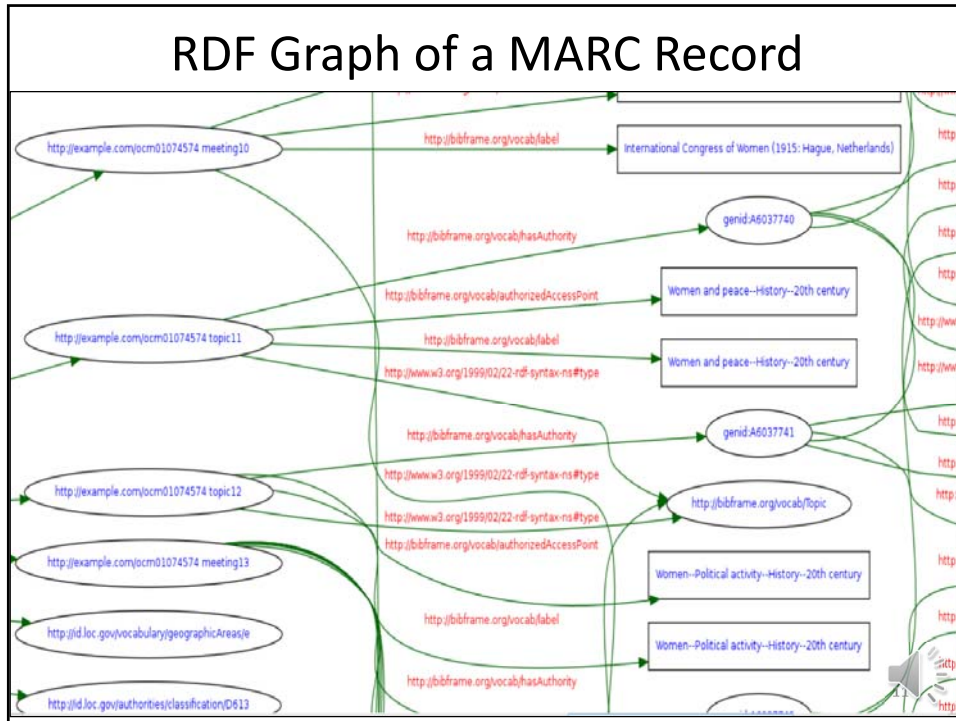 RDF Graph of a MARC Record
http://example.com/ocm01074574 meeting10
http://bibframe.org/vocab/label
International Congress of Women (1915: Hague, Netherlands)
genid:A6037740
http://bibframe.org/vocab/hasAuthority
http://bibframe.org/vocab/authorizedAccessPoint
Women and peace--History--20th century
http://example.com/ocm01074574 topic11
http://bibframe.org/vocab/label
Women and peace--History--20th century
http://www.w3.org/1999/02/22-rdf-syntax-ns#type
http://bibframe.org/vocab/hasAuthority
genid:A6037741
http://www.w3.org/1999/02/22-rdf-syntax-ns#type
http://example.com/ocm01074574 topic12
http://bibframe.org/vocab/Topic
http://www.w3.org/1999/02/22-rdf-syntax-ns#type
http://bibframe.org/vocab/authorizedAccessPoint
http://example.com/ocm01074574 meeting13
Women--Political activity--History--20th century
http://bibframe.org/vocab/label
http://id.loc.gov/vocabulary/geographicAreas/e
Women--Political activity--History--20th century
http://bibframe.org/vocab/hasAuthority
http://id.loc.gov/authorities/classification/D613
11